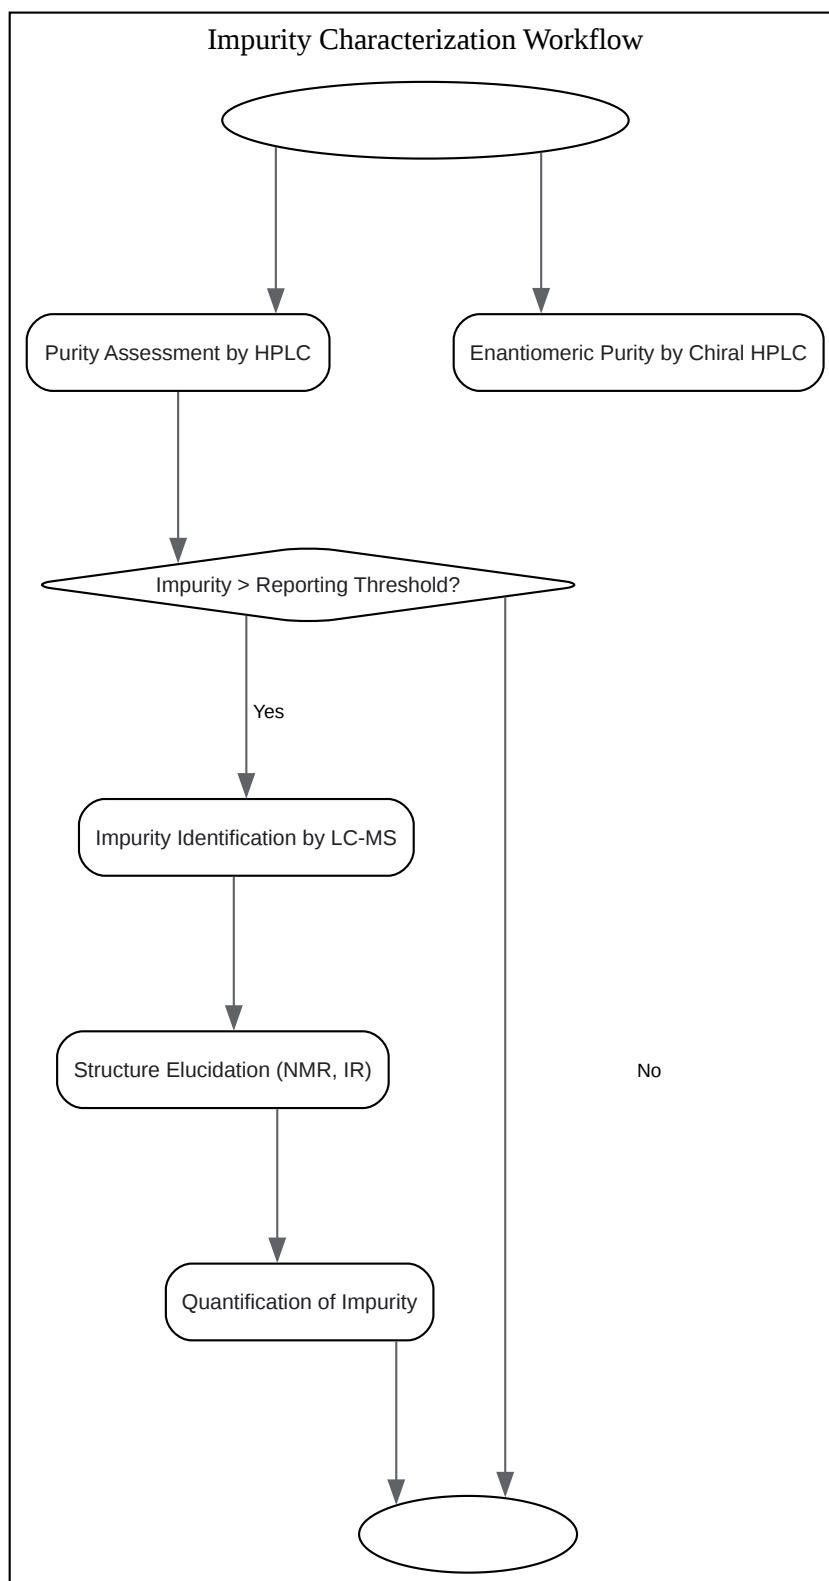 Impurity Characterization Workflow
Purity Assessment by HPLC
Enantiomeric Purity by Chiral HPLC
Impurity > Reporting Threshold?
Yes
Impurity Identification by LC-MS
Structure Elucidation (NMR, IR)
No
Quantification of Impurity